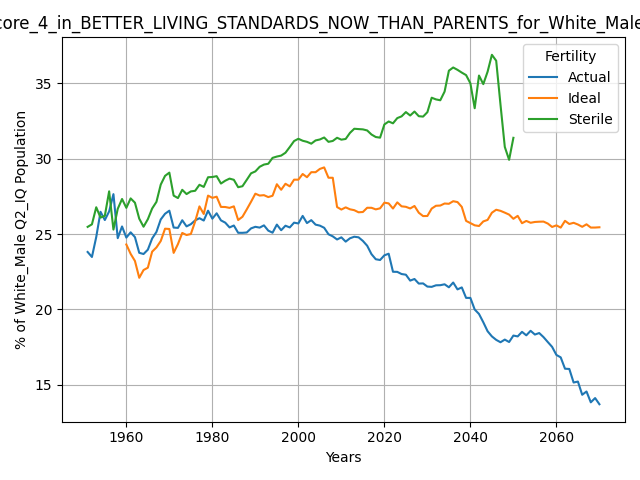 core_4_in_BETTER_LIVING_STANDARDS_NOW_THAN_PARENTS_for_White_Male
Fertility
Actual
Ideal
Sterile
% of White_Male Q2_IQ Population
35
30
25
20
15
1960
1980
2000
2020
2040
2060
Years